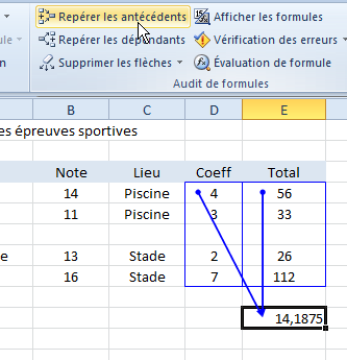 Repérer les antécédents Afficher les formules
ule Repérer les dépendants Vérification des erreurs
n Supprimer les flèches Évaluation de formule
Audit de formules
B C D E
es épreuves sportives
Note Lieu Coeff Total
14 Piscine 4 56
11 Piscine 3 33
e 13 Stade 2 26
16 Stade 7 112
14,1875